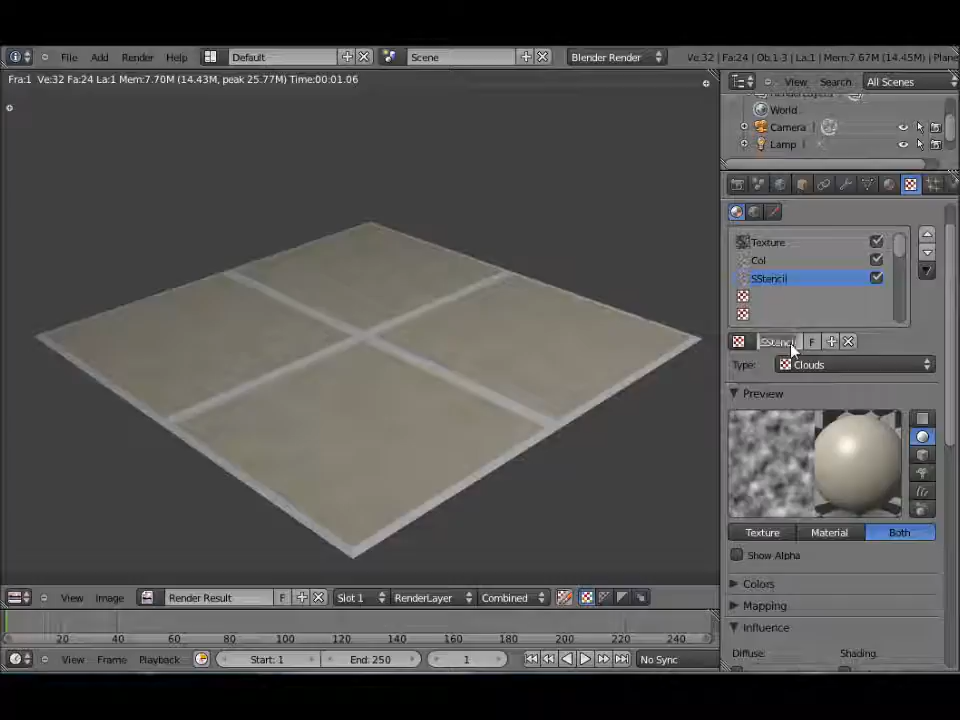 File Add Render Help Default Scene Blender Render Ve:32 | Fa:24 | Ob:1-3 | La:1 | Mem:7.67M (14.45M) | Plane
Fra:1 Ve:32 Fa:24 La:1 Mem:7.70M (14.43M, peak 25.77M) Time:00:01.06
View Search All Scenes
RenderLayers
World
Camera
Lamp
Texture
Col
SStencil
SStencil F
Type: Clouds
Preview
Texture Material Both
Show Alpha
Colors
Mapping
Influence
Diffuse: Shading:
View Image Render Result F Slot 1 RenderLayer Combined
20 40 60 80 100 120 140 160 180 200 220 240
View Frame Playback Start: 1 End: 250 1 No Sync